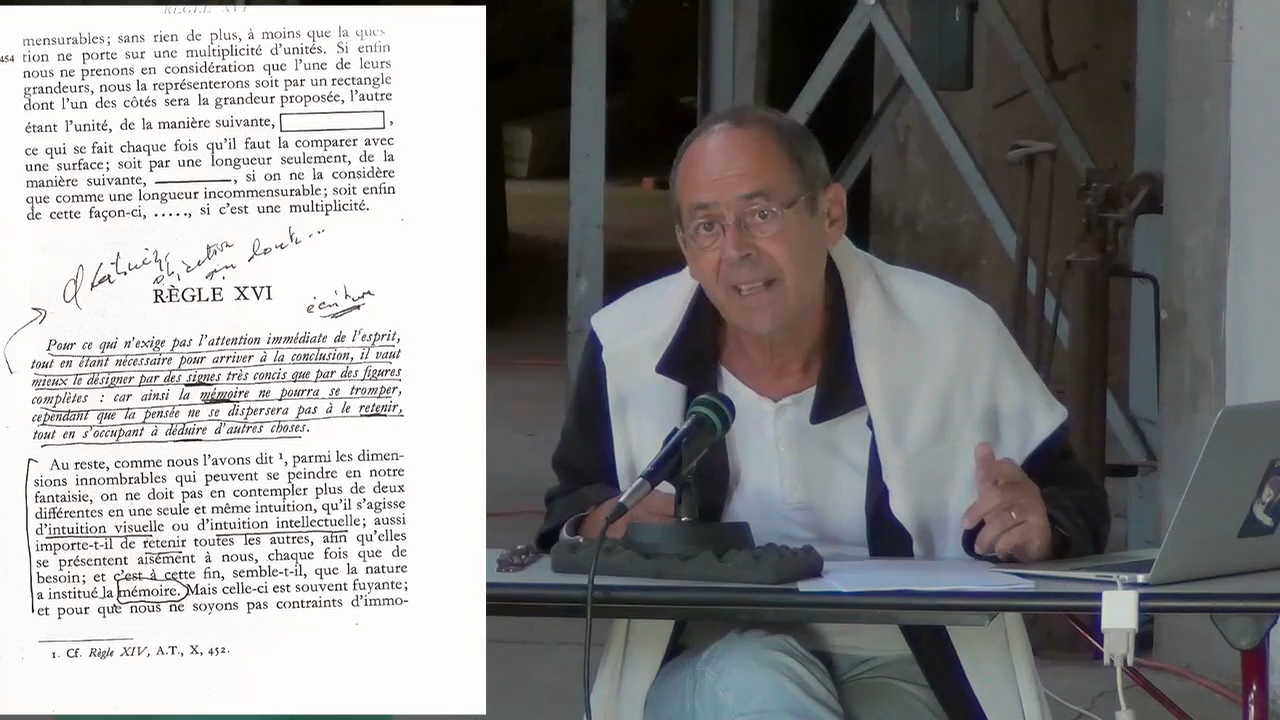 RÈGLE XVI
mensurables; sans rien de plus, à moins que la ques
454 tion ne porte sur une multiplicité d'unités. Si enfin
nous ne prenons en considération que l'une de leurs
grandeurs, nous la représenterons soit par un rectangle
dont l'un des côtés sera la grandeur proposée, l'autre
étant l'unité, de la manière suivante, ,
ce qui se fait chaque fois qu'il faut la comparer avec
une surface; soit par une longueur seulement, de la
manière suivante, , si on ne la considère
que comme une longueur incommensurable; soit enfin
de cette façon-ci, ....., si c'est une multiplicité.
RÈGLE XVI
écriture
Pour ce qui n'exige pas l'attention immédiate de l'esprit,
tout en étant nécessaire pour arriver à la conclusion, il vaut
mieux le désigner par des signes très concis que par des figures
complètes : car ainsi la mémoire ne pourra se tromper,
cependant que la pensée ne se dispersera pas à le retenir,
tout en s'occupant à déduire d'autres choses.
Au reste, comme nous l'avons dit ¹, parmi les dimen-
sions innombrables qui peuvent se peindre en notre
fantaisie, on ne doit pas en contempler plus de deux
différentes en une seule et même intuition, qu'il s'agisse
d'intuition visuelle ou d'intuition intellectuelle; aussi
importe-t-il de retenir toutes les autres, afin qu'elles
se présentent aisément à nous, chaque fois que de
besoin; et c'est à cette fin, semble-t-il, que la nature
a institué la mémoire. Mais celle-ci est souvent fuyante;
et pour que nous ne soyons pas contraints d'immo-
1. Cf. Règle XIV, A.T., X, 452.